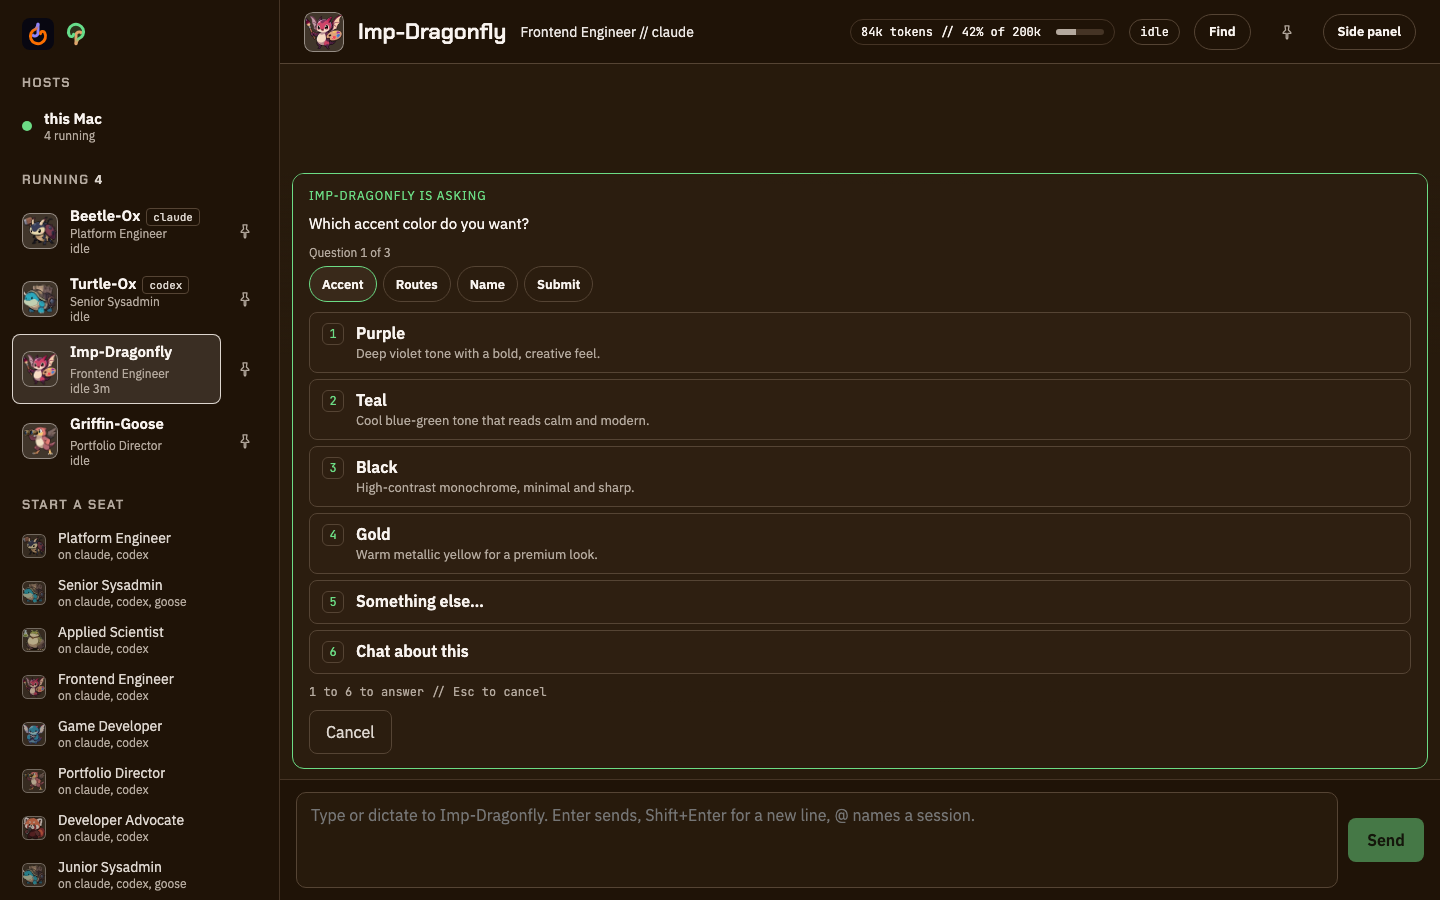 HOSTS
this Mac
4 running
RUNNING 4
Beetle-Ox claude
Platform Engineer
idle
Turtle-Ox codex
Senior Sysadmin
idle
Imp-Dragonfly
Frontend Engineer
idle 3m
Griffin-Goose
Portfolio Director
idle
START A SEAT
Platform Engineer
on claude, codex
Senior Sysadmin
on claude, codex, goose
Applied Scientist
on claude, codex
Frontend Engineer
on claude, codex
Game Developer
on claude, codex
Portfolio Director
on claude, codex
Developer Advocate
on claude, codex
Junior Sysadmin
on claude, codex, goose
Imp-Dragonfly Frontend Engineer // claude
84k tokens // 42% of 200k
idle
Find
Side panel
IMP-DRAGONFLY IS ASKING
Which accent color do you want?
Question 1 of 3
Accent Routes Name Submit
1 Purple
Deep violet tone with a bold, creative feel.
2 Teal
Cool blue-green tone that reads calm and modern.
3 Black
High-contrast monochrome, minimal and sharp.
4 Gold
Warm metallic yellow for a premium look.
5 Something else...
6 Chat about this
1 to 6 to answer // Esc to cancel
Cancel
Type or dictate to Imp-Dragonfly. Enter sends, Shift+Enter for a new line, @ names a session.
Send